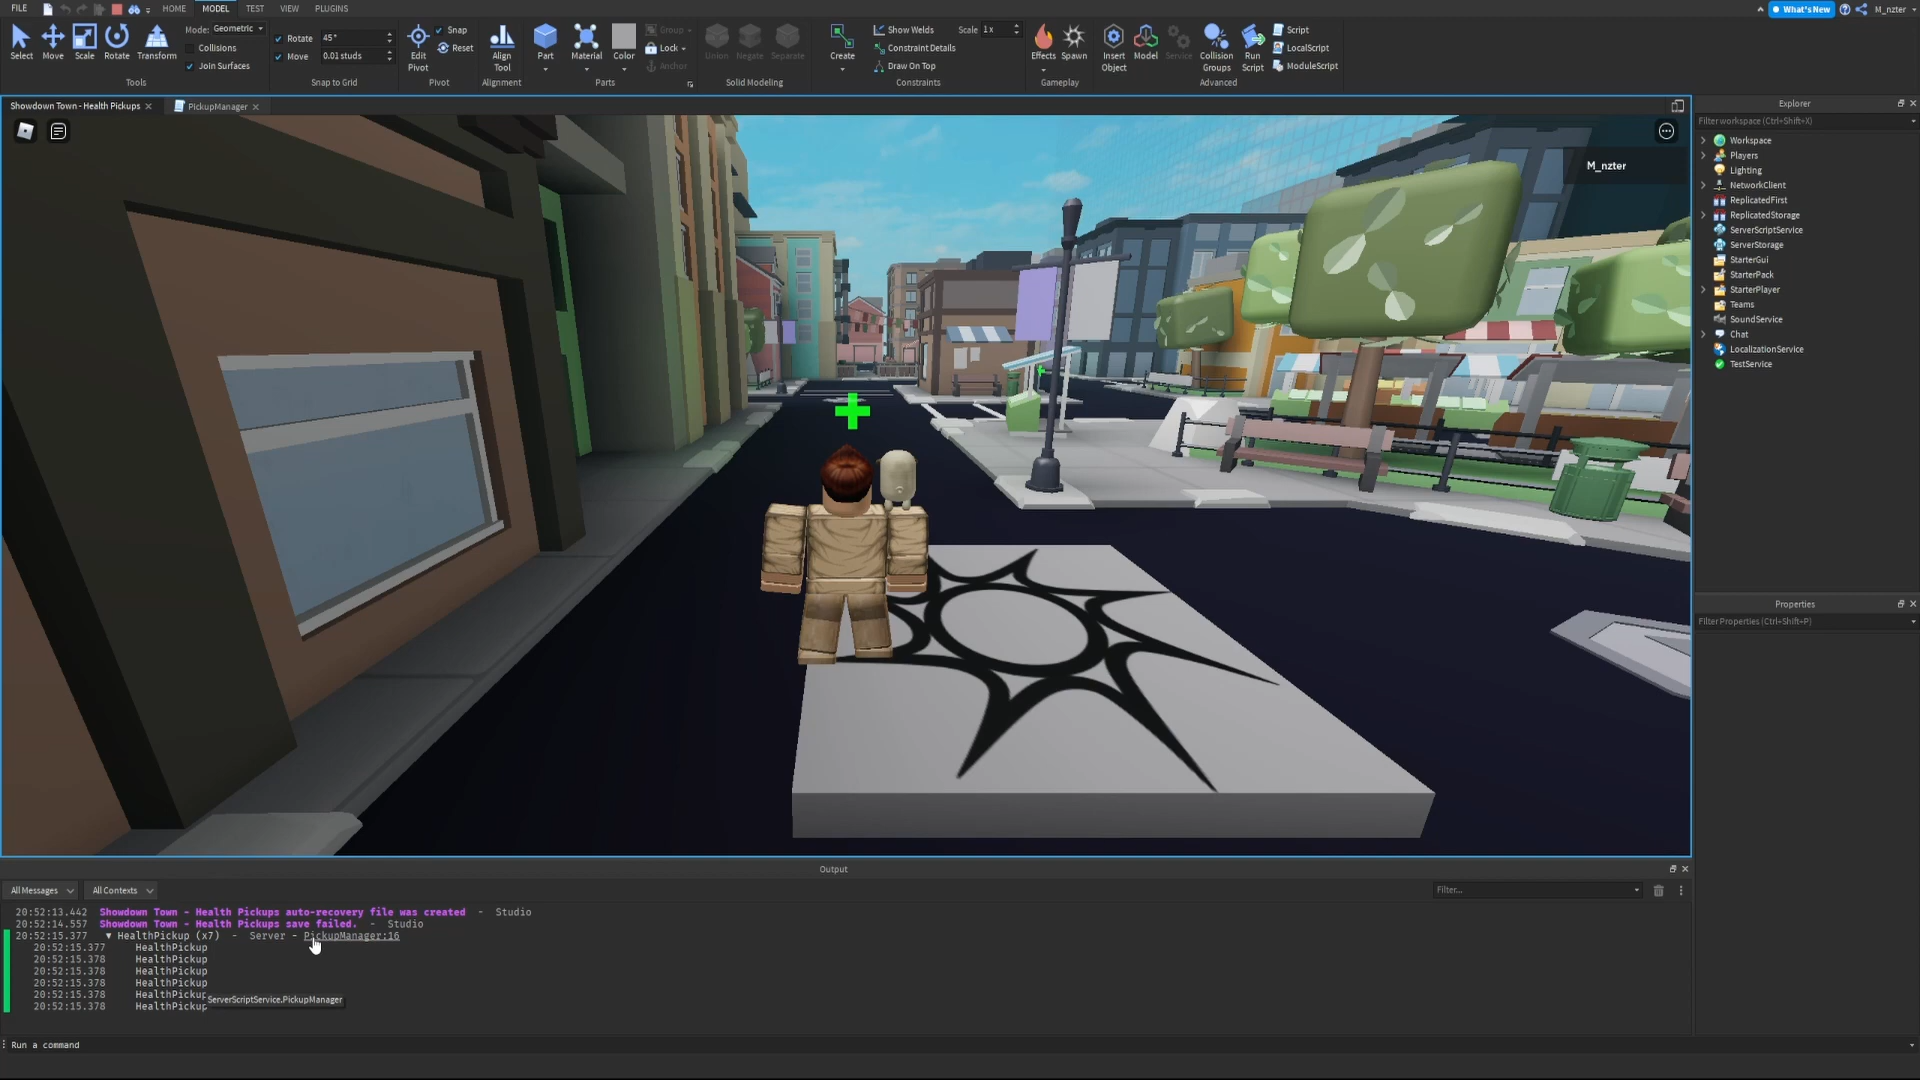 FILE HOME MODEL TEST VIEW PLUGINS What's New M_nzter
Select Move Scale Rotate Transform
Mode: Geometric
Collisions
Join Surfaces
Tools
Rotate 45°
Move 0.01 studs
Snap to Grid
Edit Pivot
Snap
Reset
Pivot
Align Tool
Alignment
Part Material Color
Group
Lock
Anchor
Parts
Union Negate Separate
Solid Modeling
Create
Show Welds Scale 1x
Constraint Details
Draw On Top
Constraints
Effects Spawn
Gameplay
Insert Object
Model
Service
Collision Groups
Run Script
Script
LocalScript
ModuleScript
Advanced
Showdown Town - Health Pickups PickupManager
M_nzter
Explorer
Filter workspace (Ctrl+Shift+X)
Workspace
Players
Lighting
NetworkClient
ReplicatedFirst
ReplicatedStorage
ServerScriptService
ServerStorage
StarterGui
StarterPack
StarterPlayer
Teams
SoundService
Chat
LocalizationService
TestService
Properties
Filter Properties (Ctrl+Shift+P)
Output
All Messages All Contexts Filter...
20:52:13.442 Showdown Town - Health Pickups auto-recovery file was created - Studio
20:52:14.557 Showdown Town - Health Pickups save failed. - Studio
20:52:15.377 ▼ HealthPickup (x7) - Server - PickupManager:16
20:52:15.377 HealthPickup
20:52:15.378 HealthPickup
20:52:15.378 HealthPickup
20:52:15.378 HealthPickup
20:52:15.378 HealthPickup
ServerScriptService.PickupManager
20:52:15.378 HealthPickup
Run a command